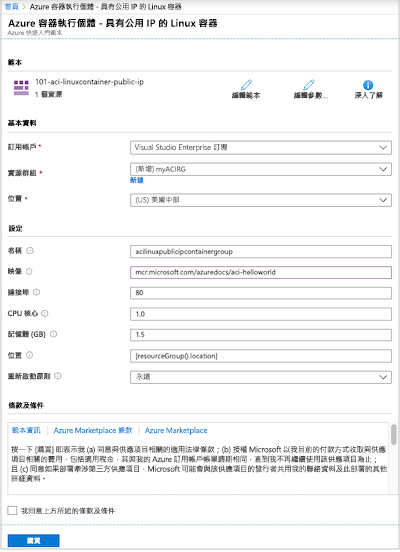 首頁 > Azure 容器執行個體 - 具有公用 IP 的 Linux 容器
Azure 容器執行個體 - 具有公用 IP 的 Linux 容器
Azure 快速入門範本
範本
101-aci-linuxcontainer-public-ip
1 個資源
編輯範本
編輯參數...
深入了解
基本資料
訂用帳戶 *
Visual Studio Enterprise 訂閱
資源群組 *
(新增) myACIRG
新建
位置 *
(US) 美國中部
設定
名稱
acilinuxpublicipcontainergroup
映像
mcr.microsoft.com/azuredocs/aci-helloworld
連接埠
80
CPU 核心
1.0
記憶體 (GB)
1.5
位置
[resourceGroup().location]
重新啟動原則
永遠
條款及條件
範本資訊 | Azure Marketplace 條款 | Azure Marketplace
按一下 [購買] 即表示我 (a) 同意與供應項目相關的適用法律條款；(b) 授權 Microsoft 以我目前的付款方式收取與供應
項目相關的費用，包括適用稅金，其與我的 Azure 訂用帳戶帳單週期相同，直到我不再繼續使用該供應項目為止；
且 (c) 同意如果部署牽涉第三方供應項目，Microsoft 可能會與該供應項目的發行者共用我的聯絡資料及此部署的其他
詳細資料。
我同意上方所述的條款及條件
購買